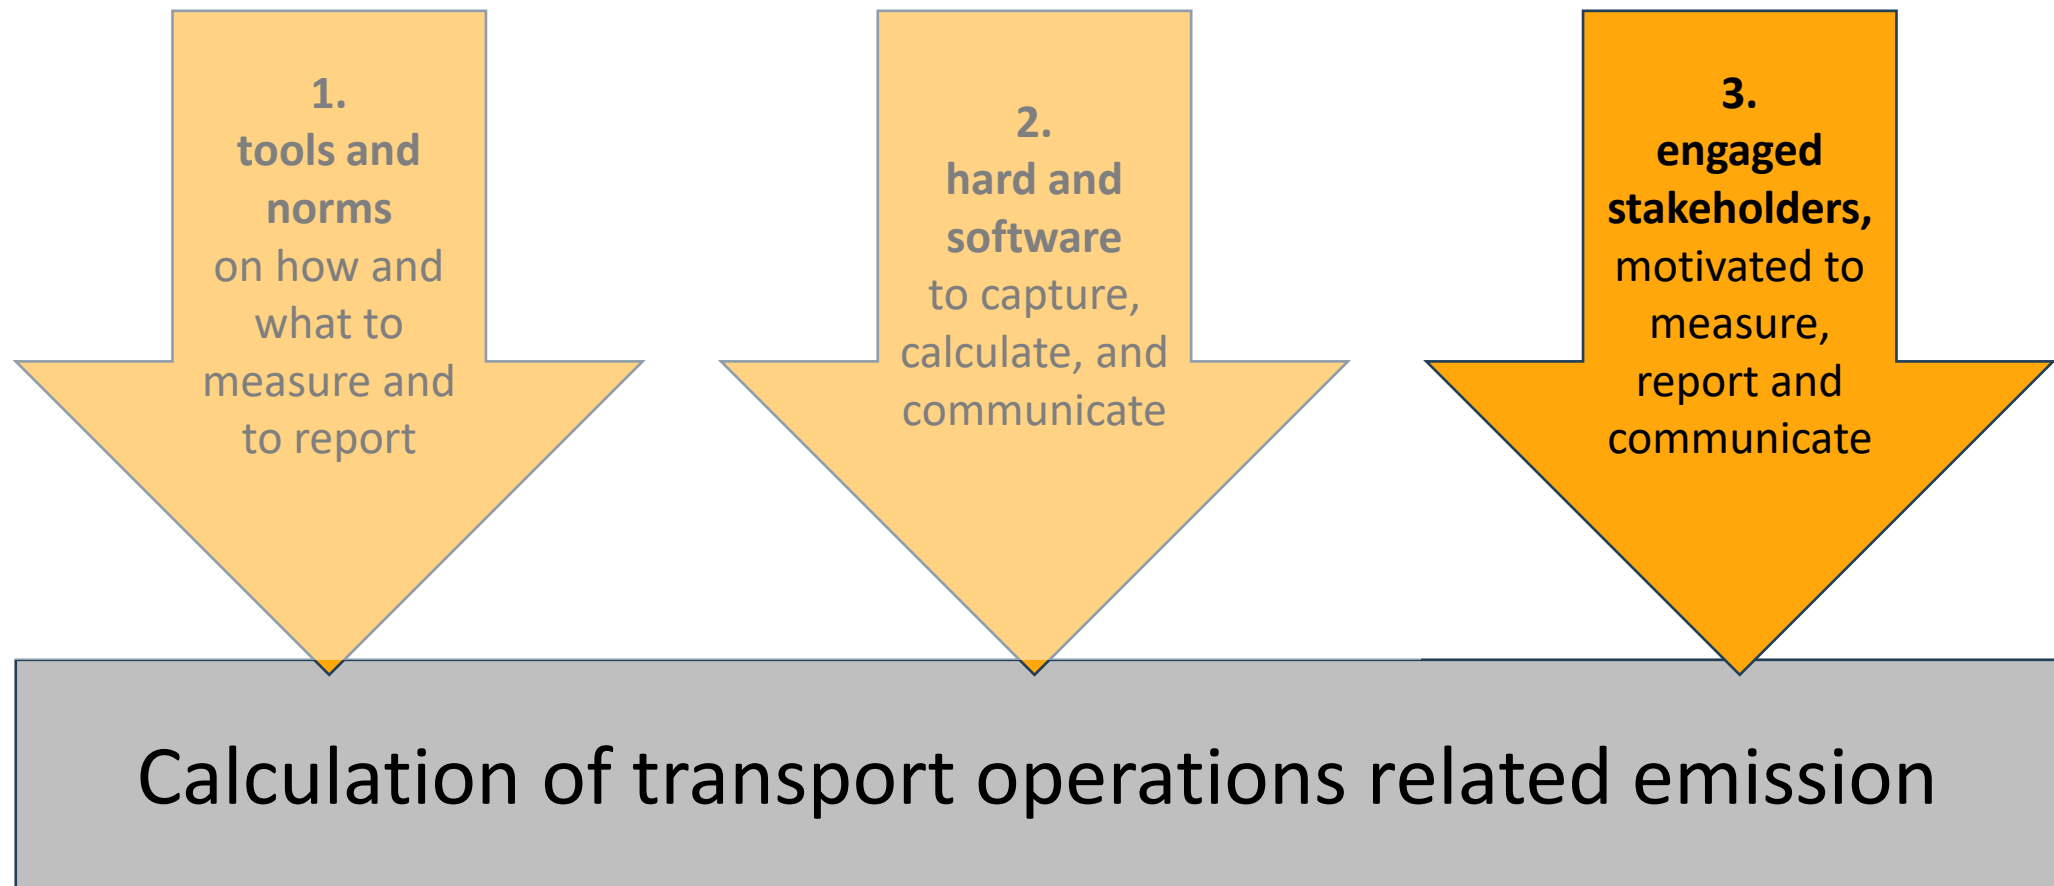 1.
tools and
norms
on how and
what to
measure and
to report
2.
hard and
software
to capture,
calculate, and
communicate
3.
engaged
stakeholders,
motivated to
measure,
report and
communicate
Calculation of transport operations related emission